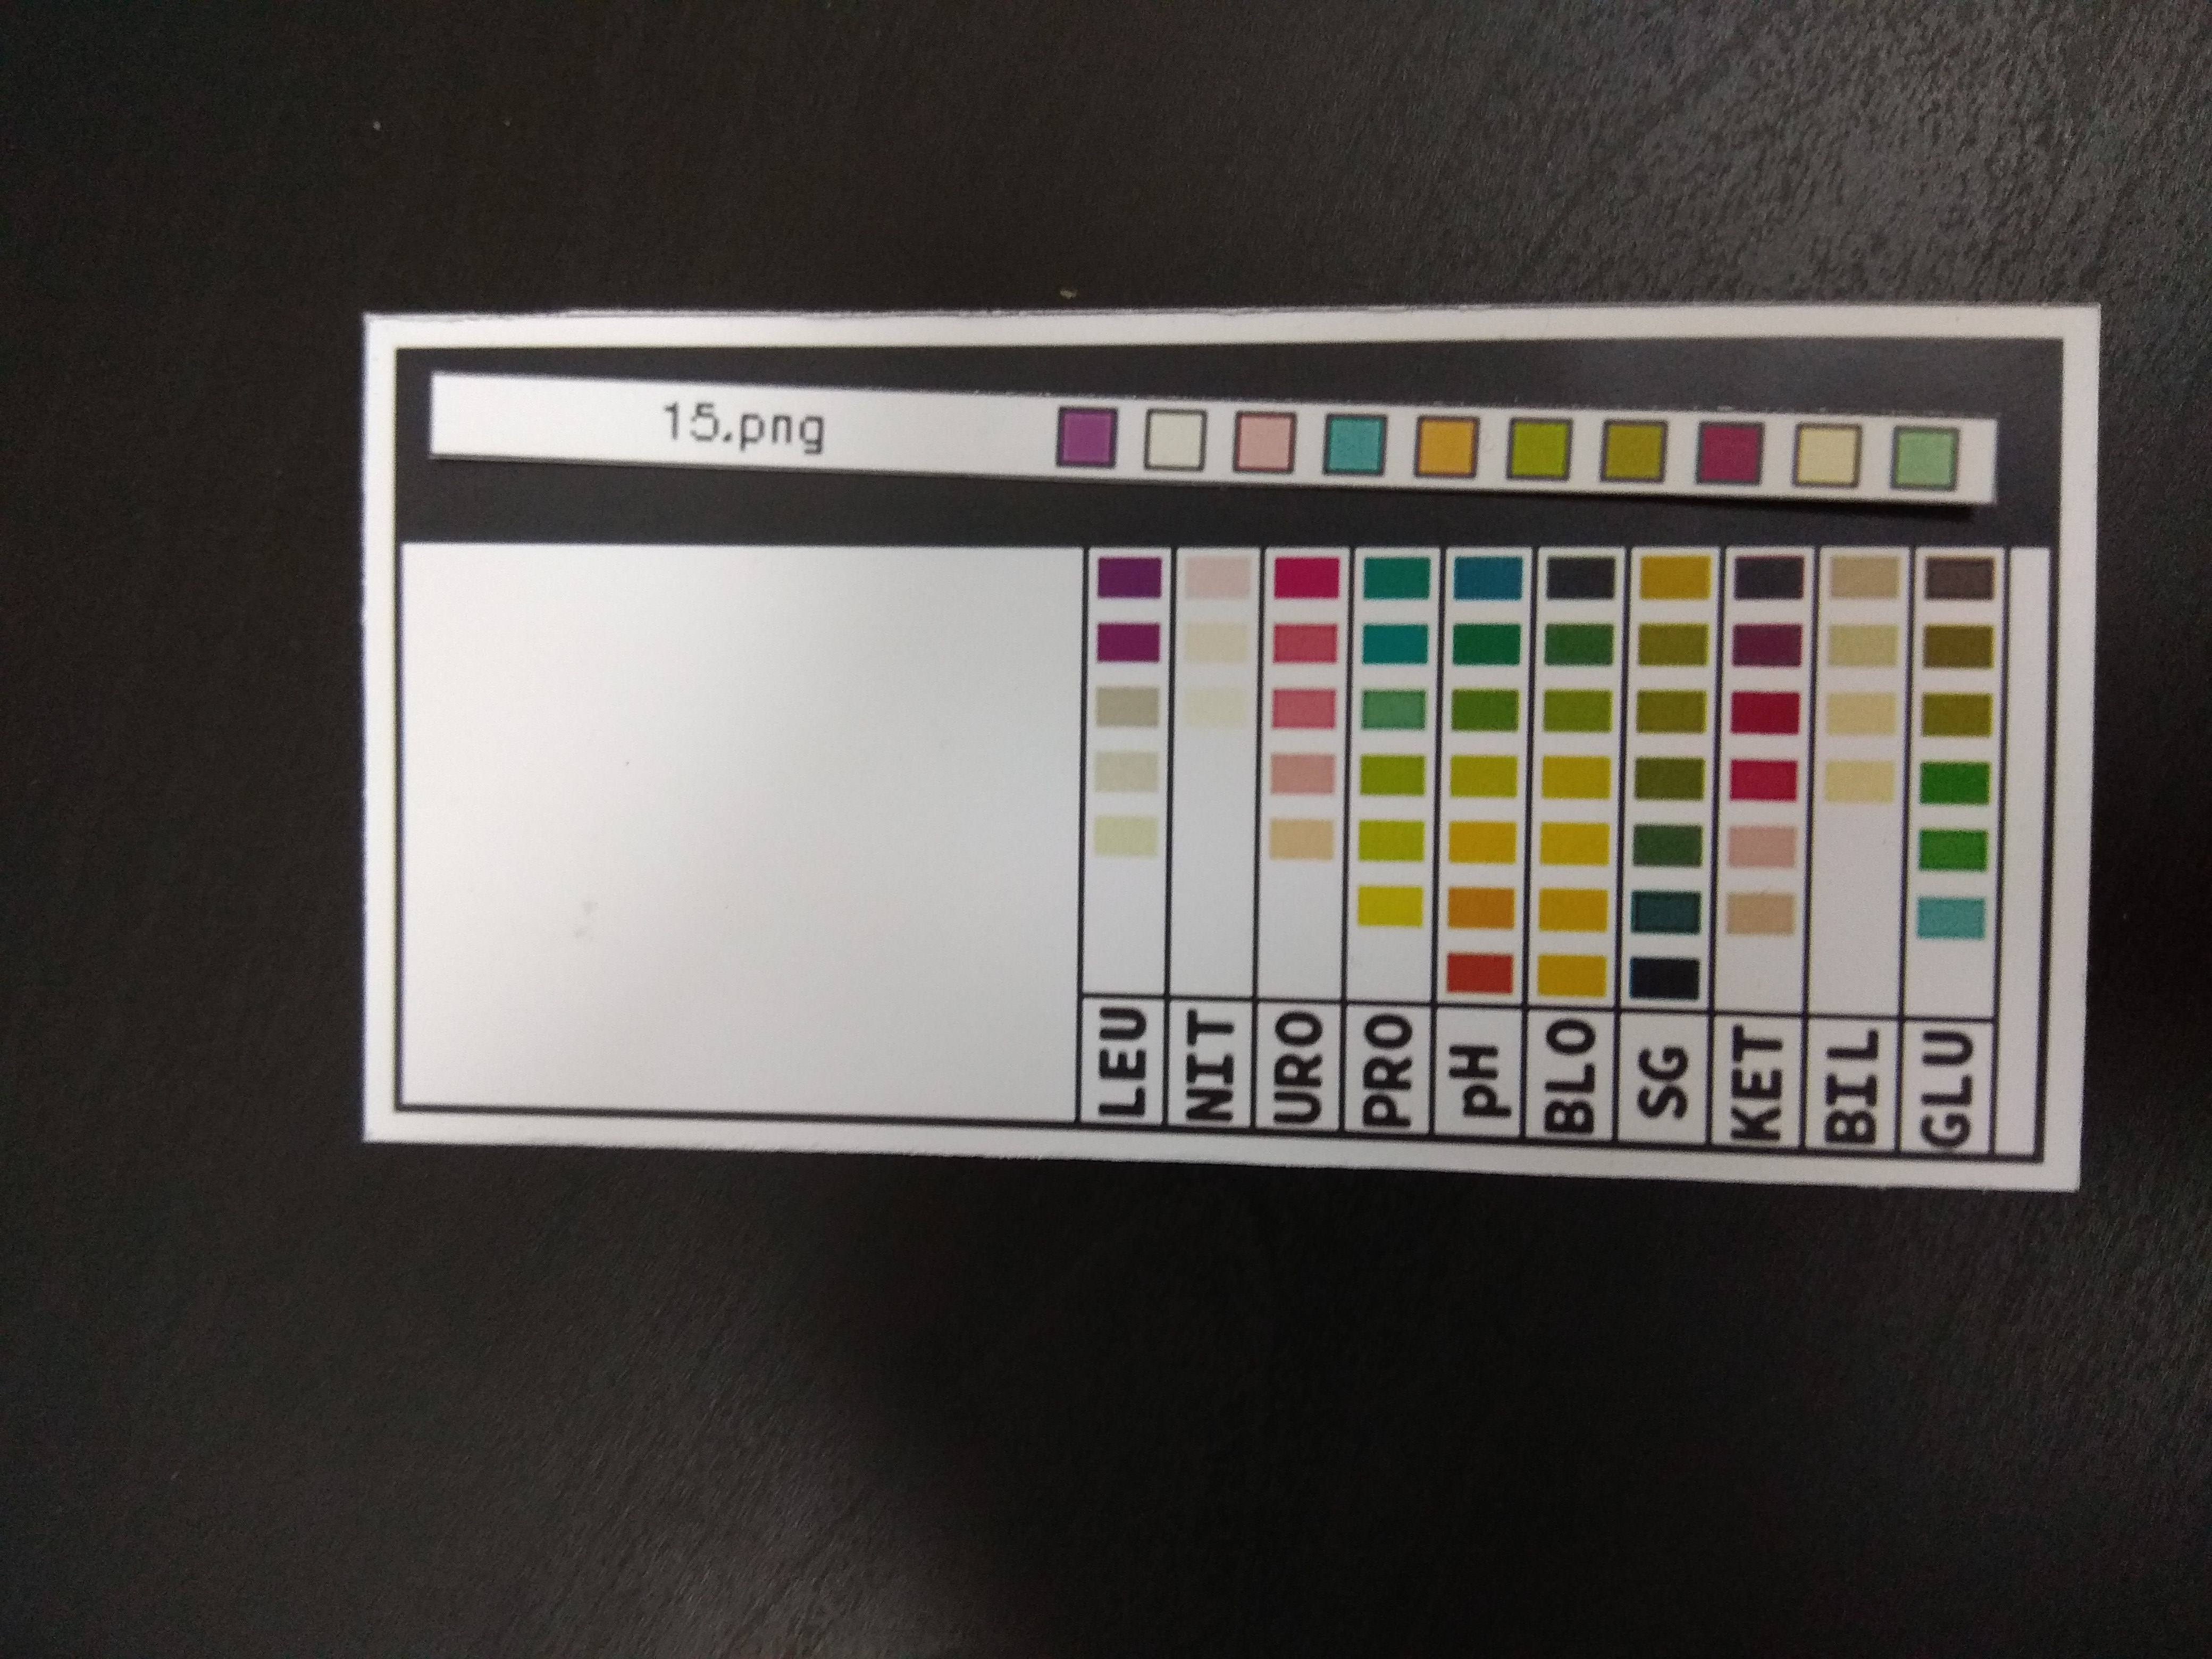 15.png
LEU
NIT
URO
PRO
pH
BLO
SG
KET
BIL
GLU